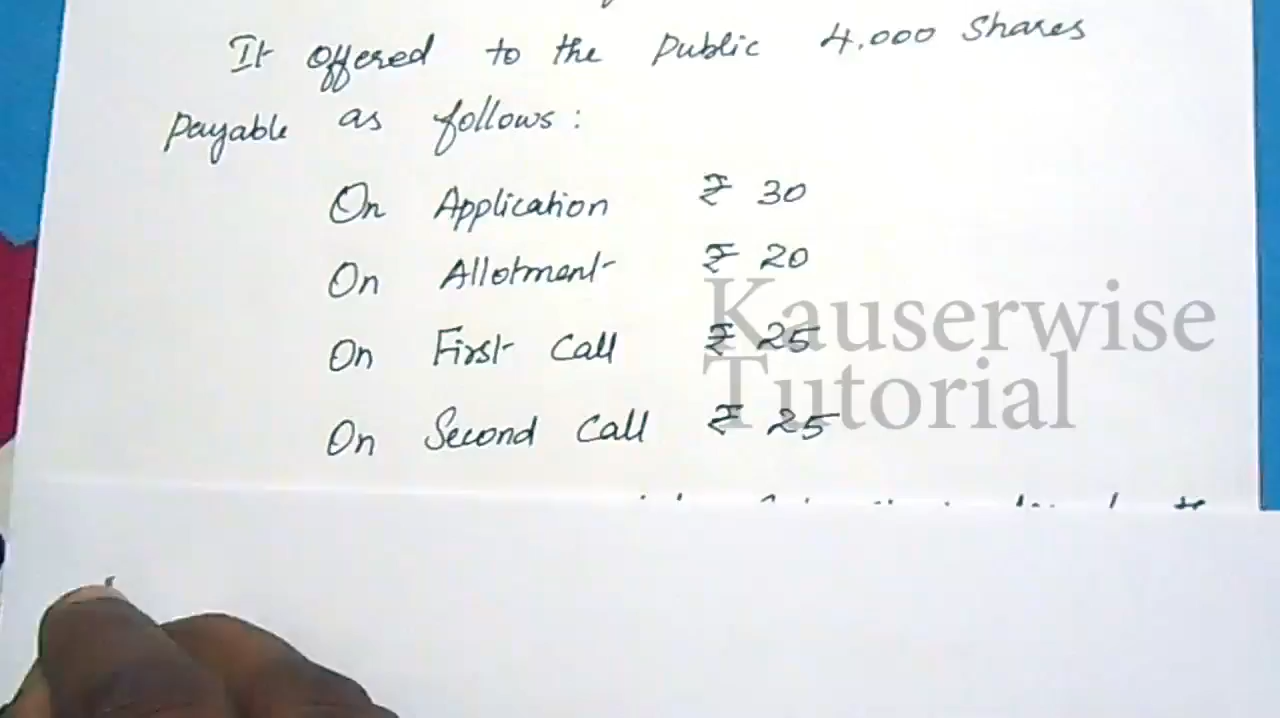 It offered to the public 4,000 Shares
payable as follows:
On Application ₹ 30
On Allotment ₹ 20
On First Call ₹ 25
On Second Call ₹ 25
Kauserwise
Tutorial